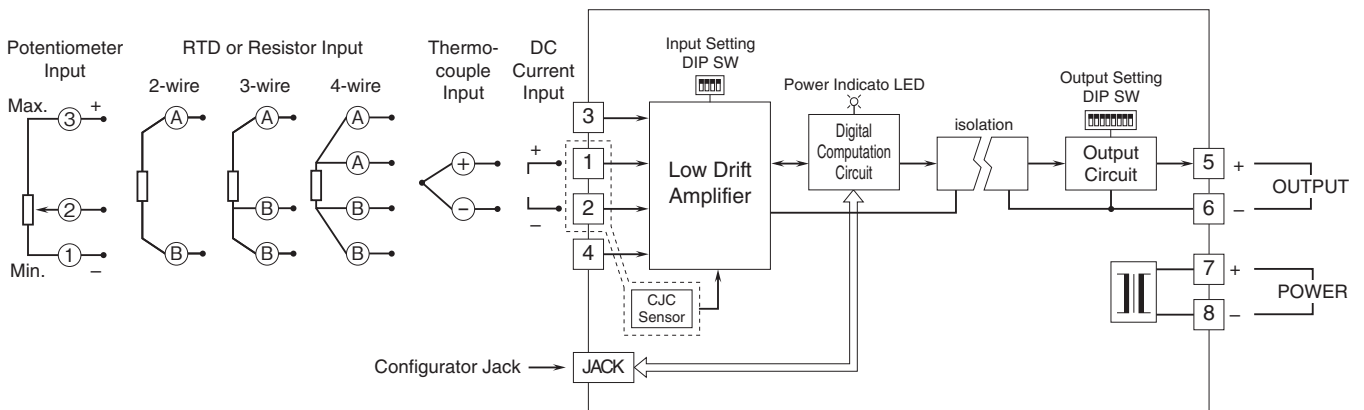 Potentiometer
Input
RTD or Resistor Input
2-wire
3-wire
4-wire
Thermo-
couple
Input
DC
Current
Input
Max.
3
+
2
1
Min.
–
A
B
A
B
B
A
A
B
B
+
–
+
–
3
1
2
4
Input Setting
DIP SW
Low Drift
Amplifier
CJC
Sensor
Power Indicato LED
Digital
Computation
Circuit
isolation
Output Setting
DIP SW
Output
Circuit
5
+
OUTPUT
6
–
7
+
POWER
8
–
Configurator Jack
JACK